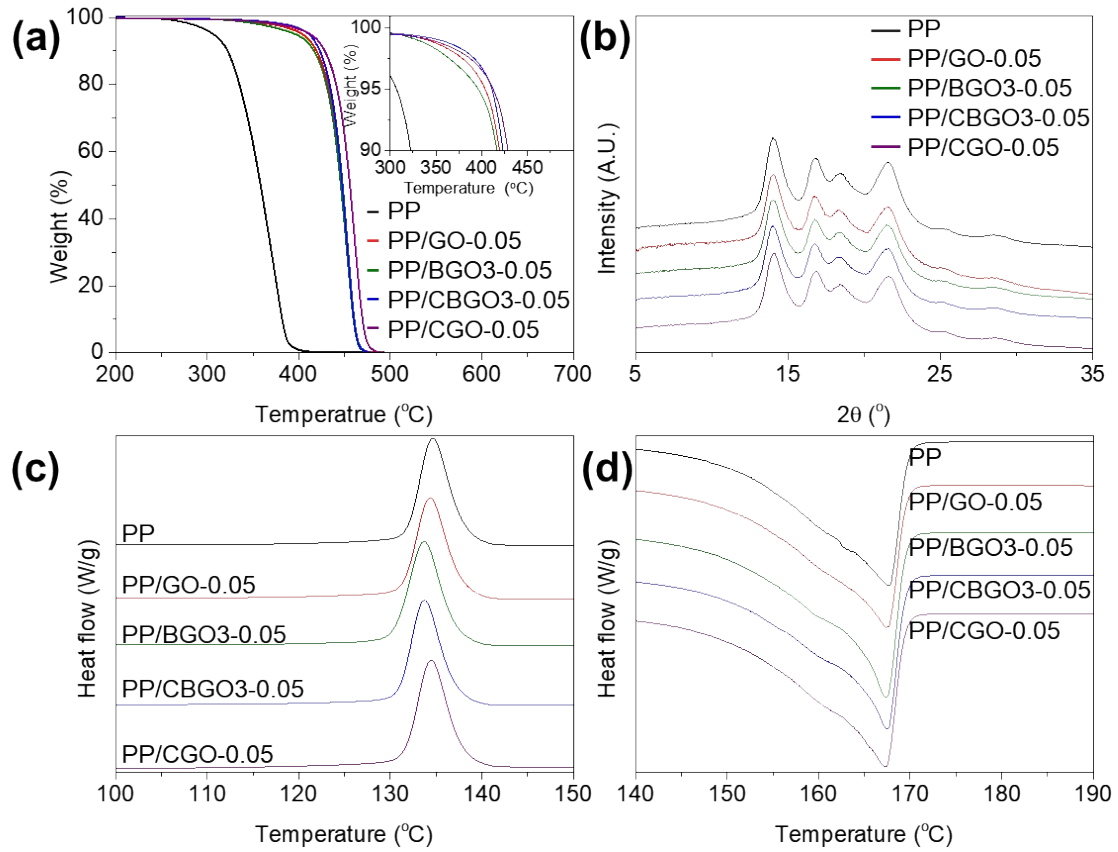 (a)
100
80
60
40
20
0
Weight (%)
200 300 400 500 600 700
Temperatrue (°C)
100
95
90
Weight (%)
300 350 400 450
Temperature (°C)
PP
PP/GO-0.05
PP/BGO3-0.05
PP/CBGO3-0.05
PP/CGO-0.05
(b)
PP
PP/GO-0.05
PP/BGO3-0.05
PP/CBGO3-0.05
PP/CGO-0.05
Intensity (A.U.)
5 15 25 35
2θ (°)
(c)
PP
PP/GO-0.05
PP/BGO3-0.05
PP/CBGO3-0.05
PP/CGO-0.05
Heat flow (W/g)
100 110 120 130 140 150
Temperature (°C)
(d)
PP
PP/GO-0.05
PP/BGO3-0.05
PP/CBGO3-0.05
PP/CGO-0.05
Heat flow (W/g)
140 150 160 170 180 190
Temperature (°C)